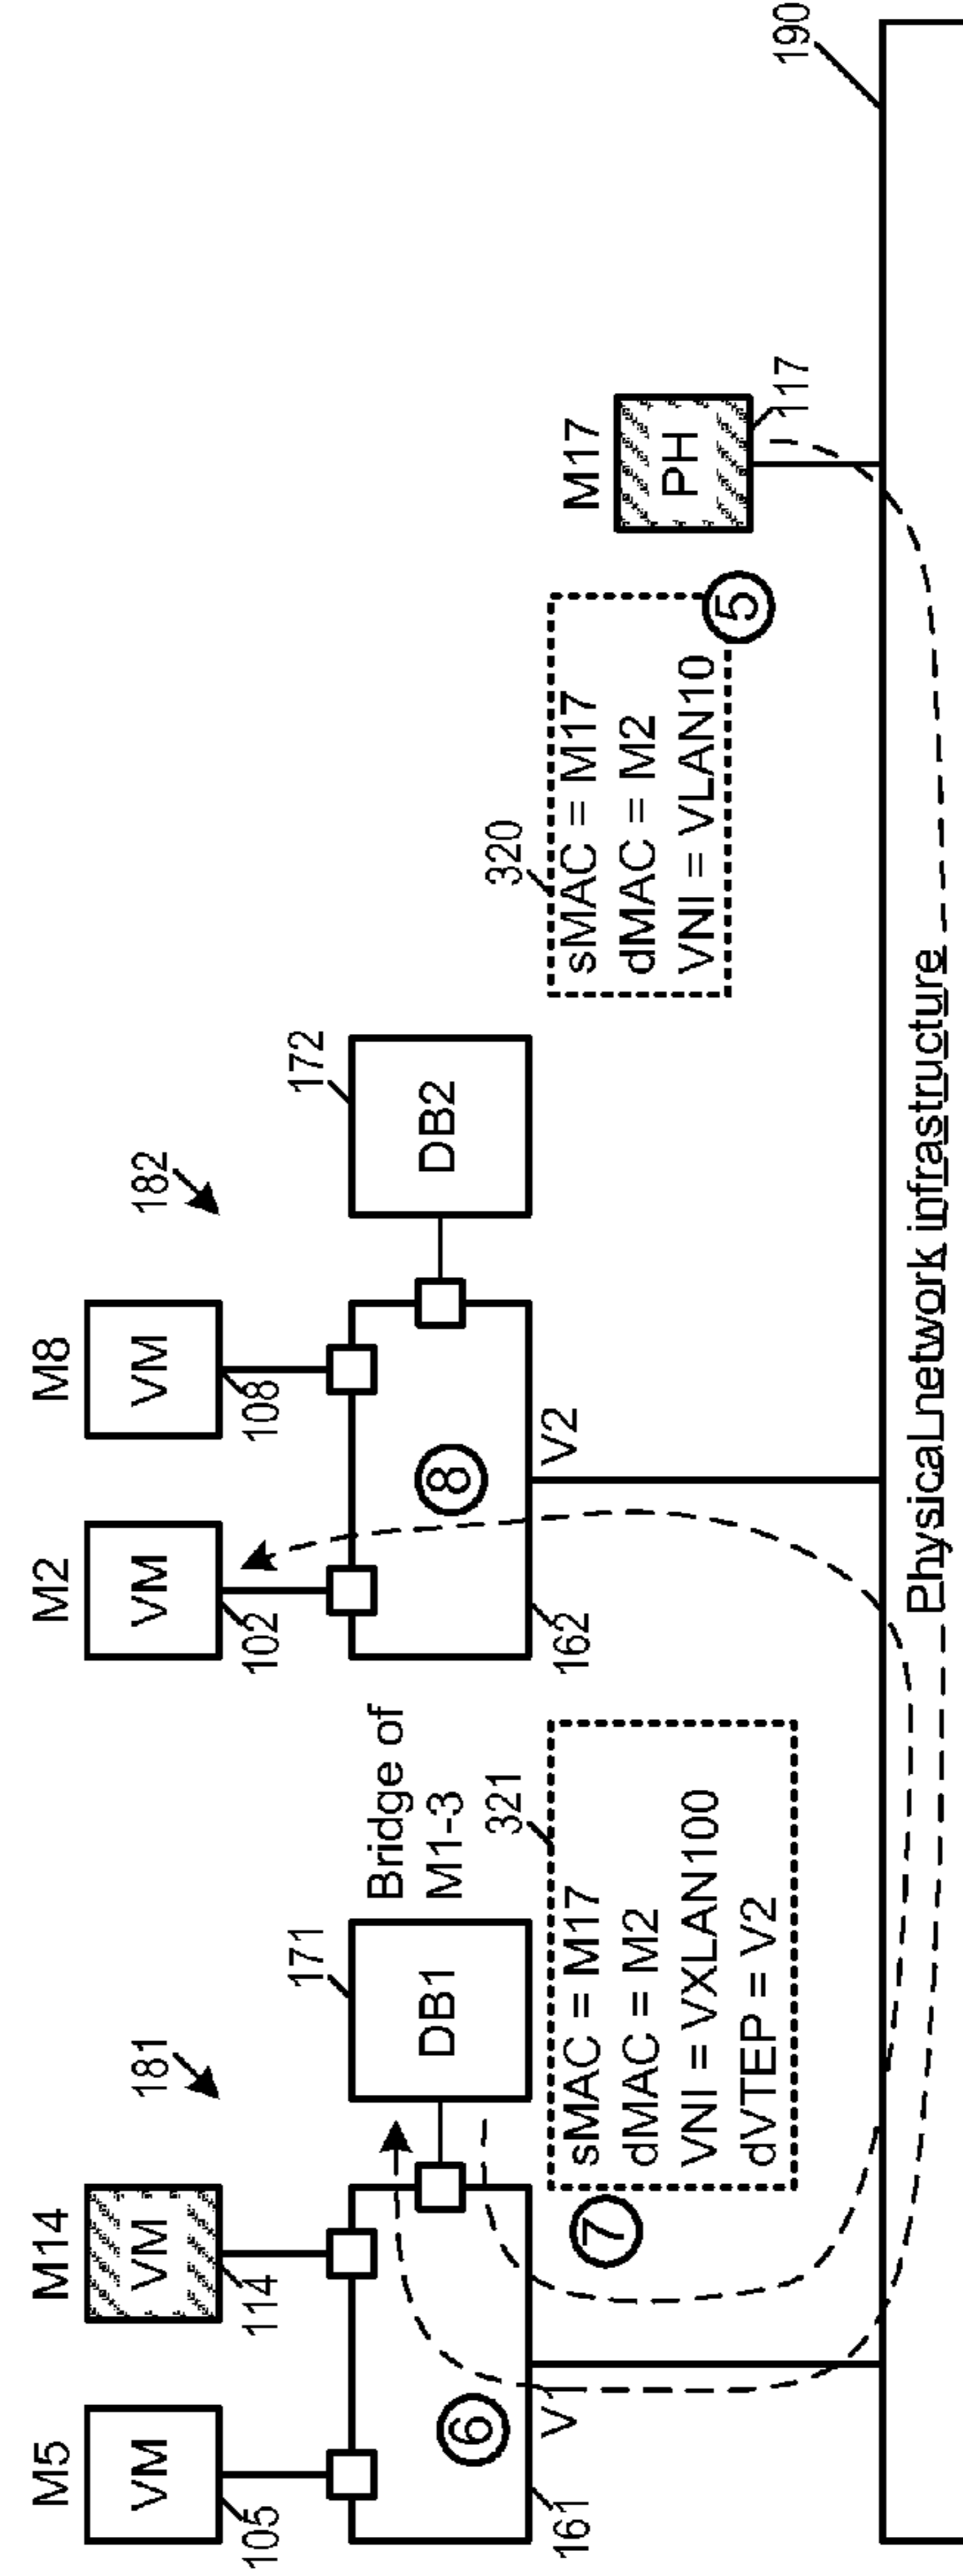 M5
M14
M2
M8
VM
VM
VM
VM
181
182
105
114
102
108
171
172
DB1
DB2
Bridge of
M1-3
6
8
161
V1
162
V2
7
321
sMAC = M17
dMAC = M2
VNI = VXLAN100
dVTEP = V2
320
sMAC = M17
dMAC = M2
VNI = VLAN10
5
M17
PH
117
190
Physical network infrastructure